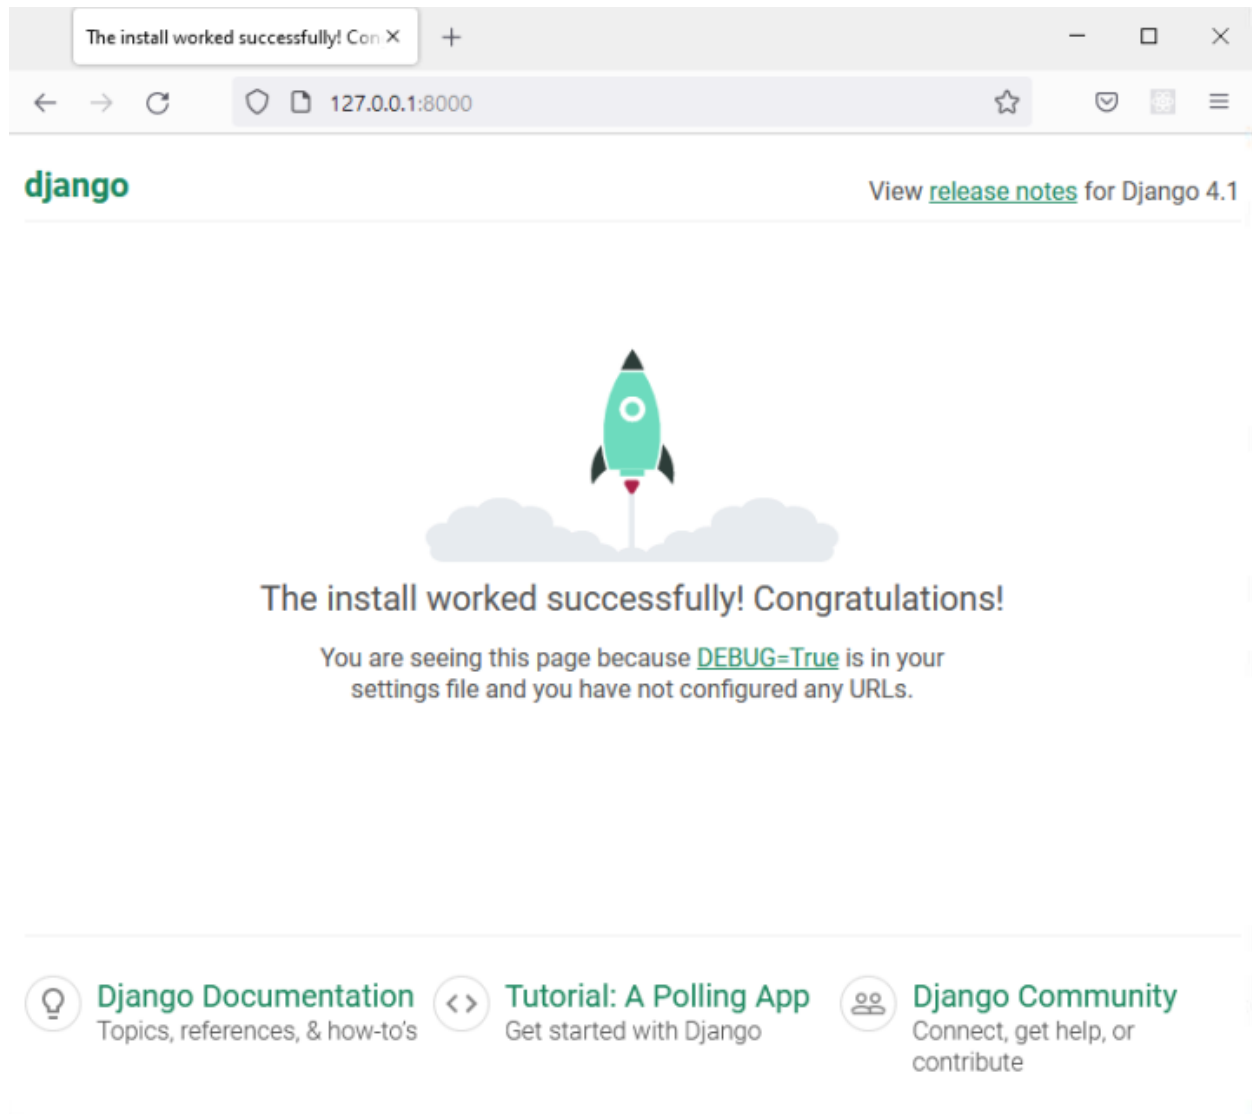 The install worked successfully! Con
127.0.0.1:8000
django
View release notes for Django 4.1
The install worked successfully! Congratulations!
You are seeing this page because DEBUG=True is in your
settings file and you have not configured any URLs.
Django Documentation
Topics, references, & how-to's
Tutorial: A Polling App
Get started with Django
Django Community
Connect, get help, or
contribute